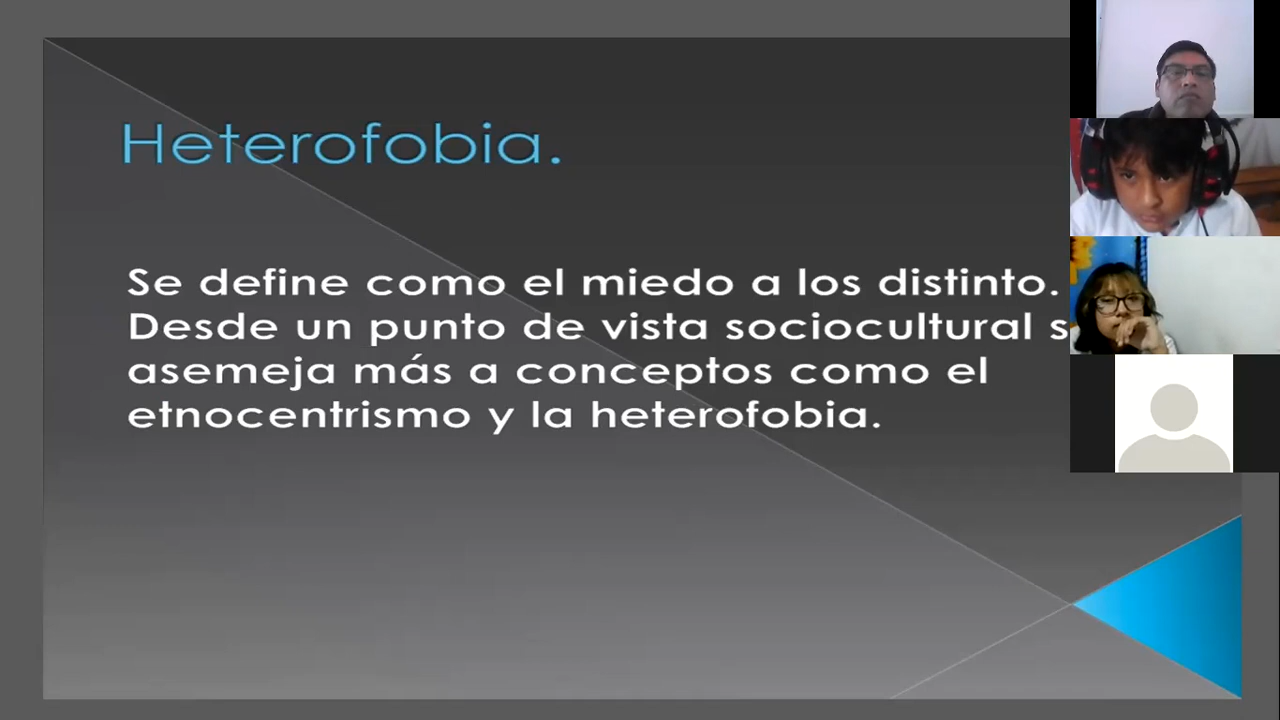 Heterofobia.
Se define como el miedo a los distinto.
Desde un punto de vista sociocultural s
asemeja más a conceptos como el
etnocentrismo y la heterofobia.